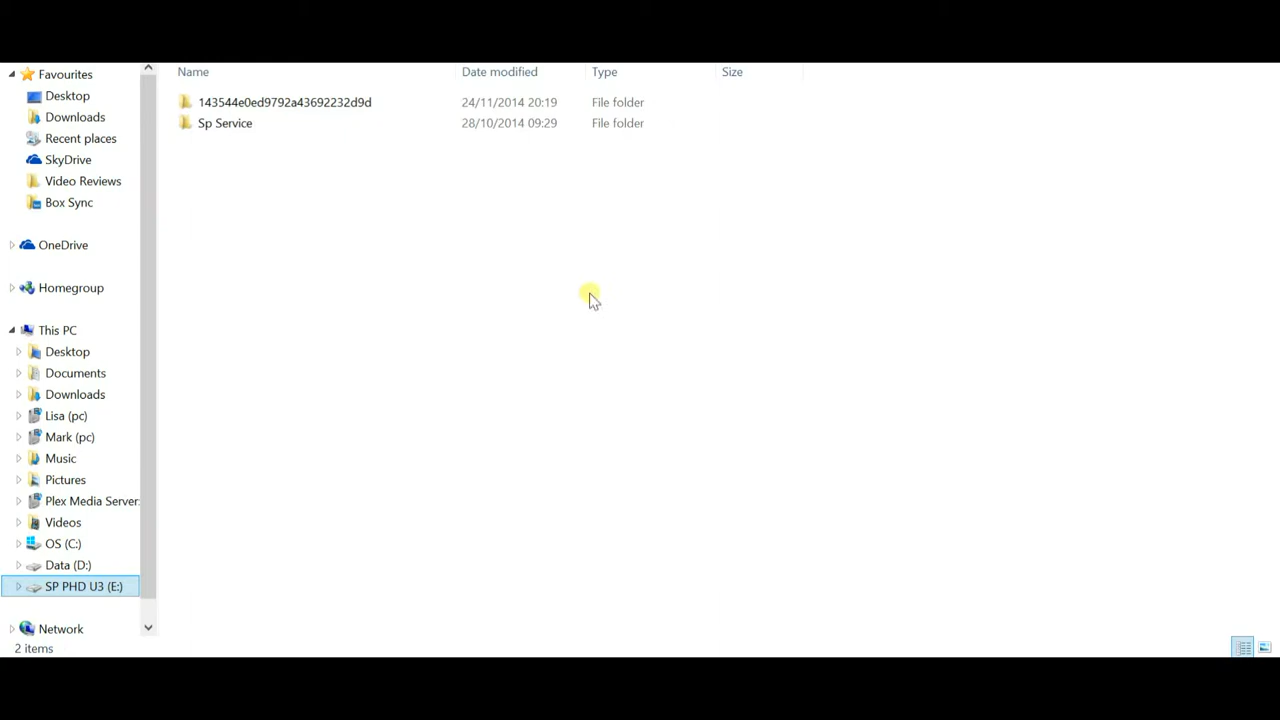 Favourites
Desktop
Downloads
Recent places
SkyDrive
Video Reviews
Box Sync
OneDrive
Homegroup
This PC
Desktop
Documents
Downloads
Lisa (pc)
Mark (pc)
Music
Pictures
Plex Media Server:
Videos
OS (C:)
Data (D:)
SP PHD U3 (E:)
Network
2 items
Name Date modified Type Size
143544e0ed9792a43692232d9d 24/11/2014 20:19 File folder
Sp Service 28/10/2014 09:29 File folder